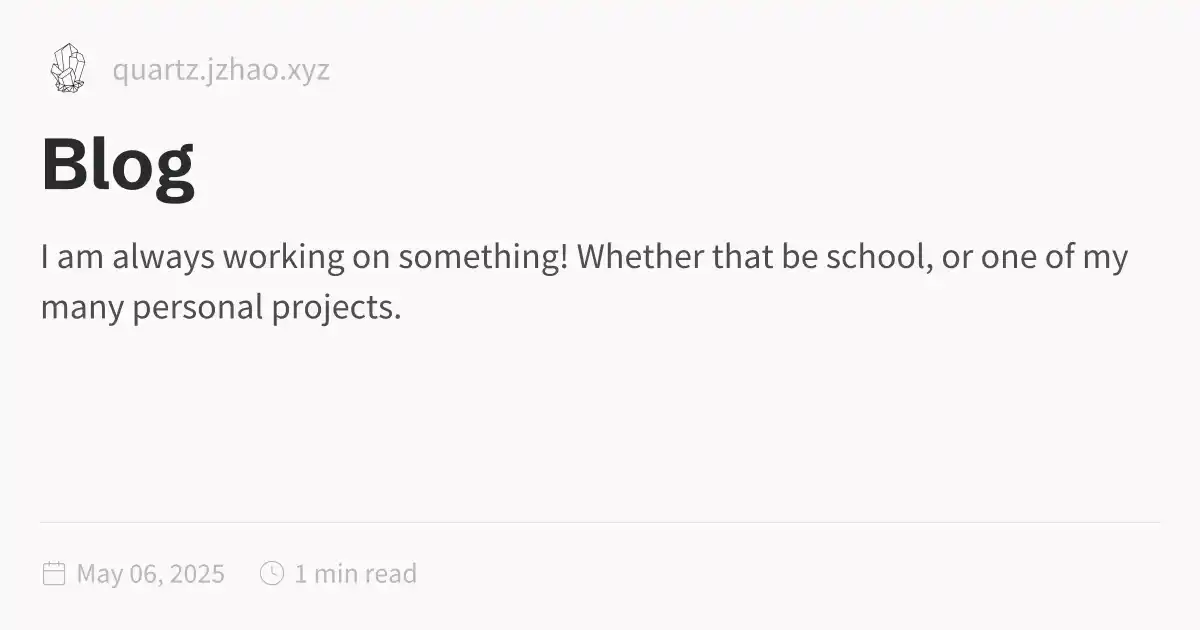 quartz.jzhao.xyz
Blog
I am always working on something! Whether that be school, or one of my
many personal projects.
May 06, 2025 1 min read